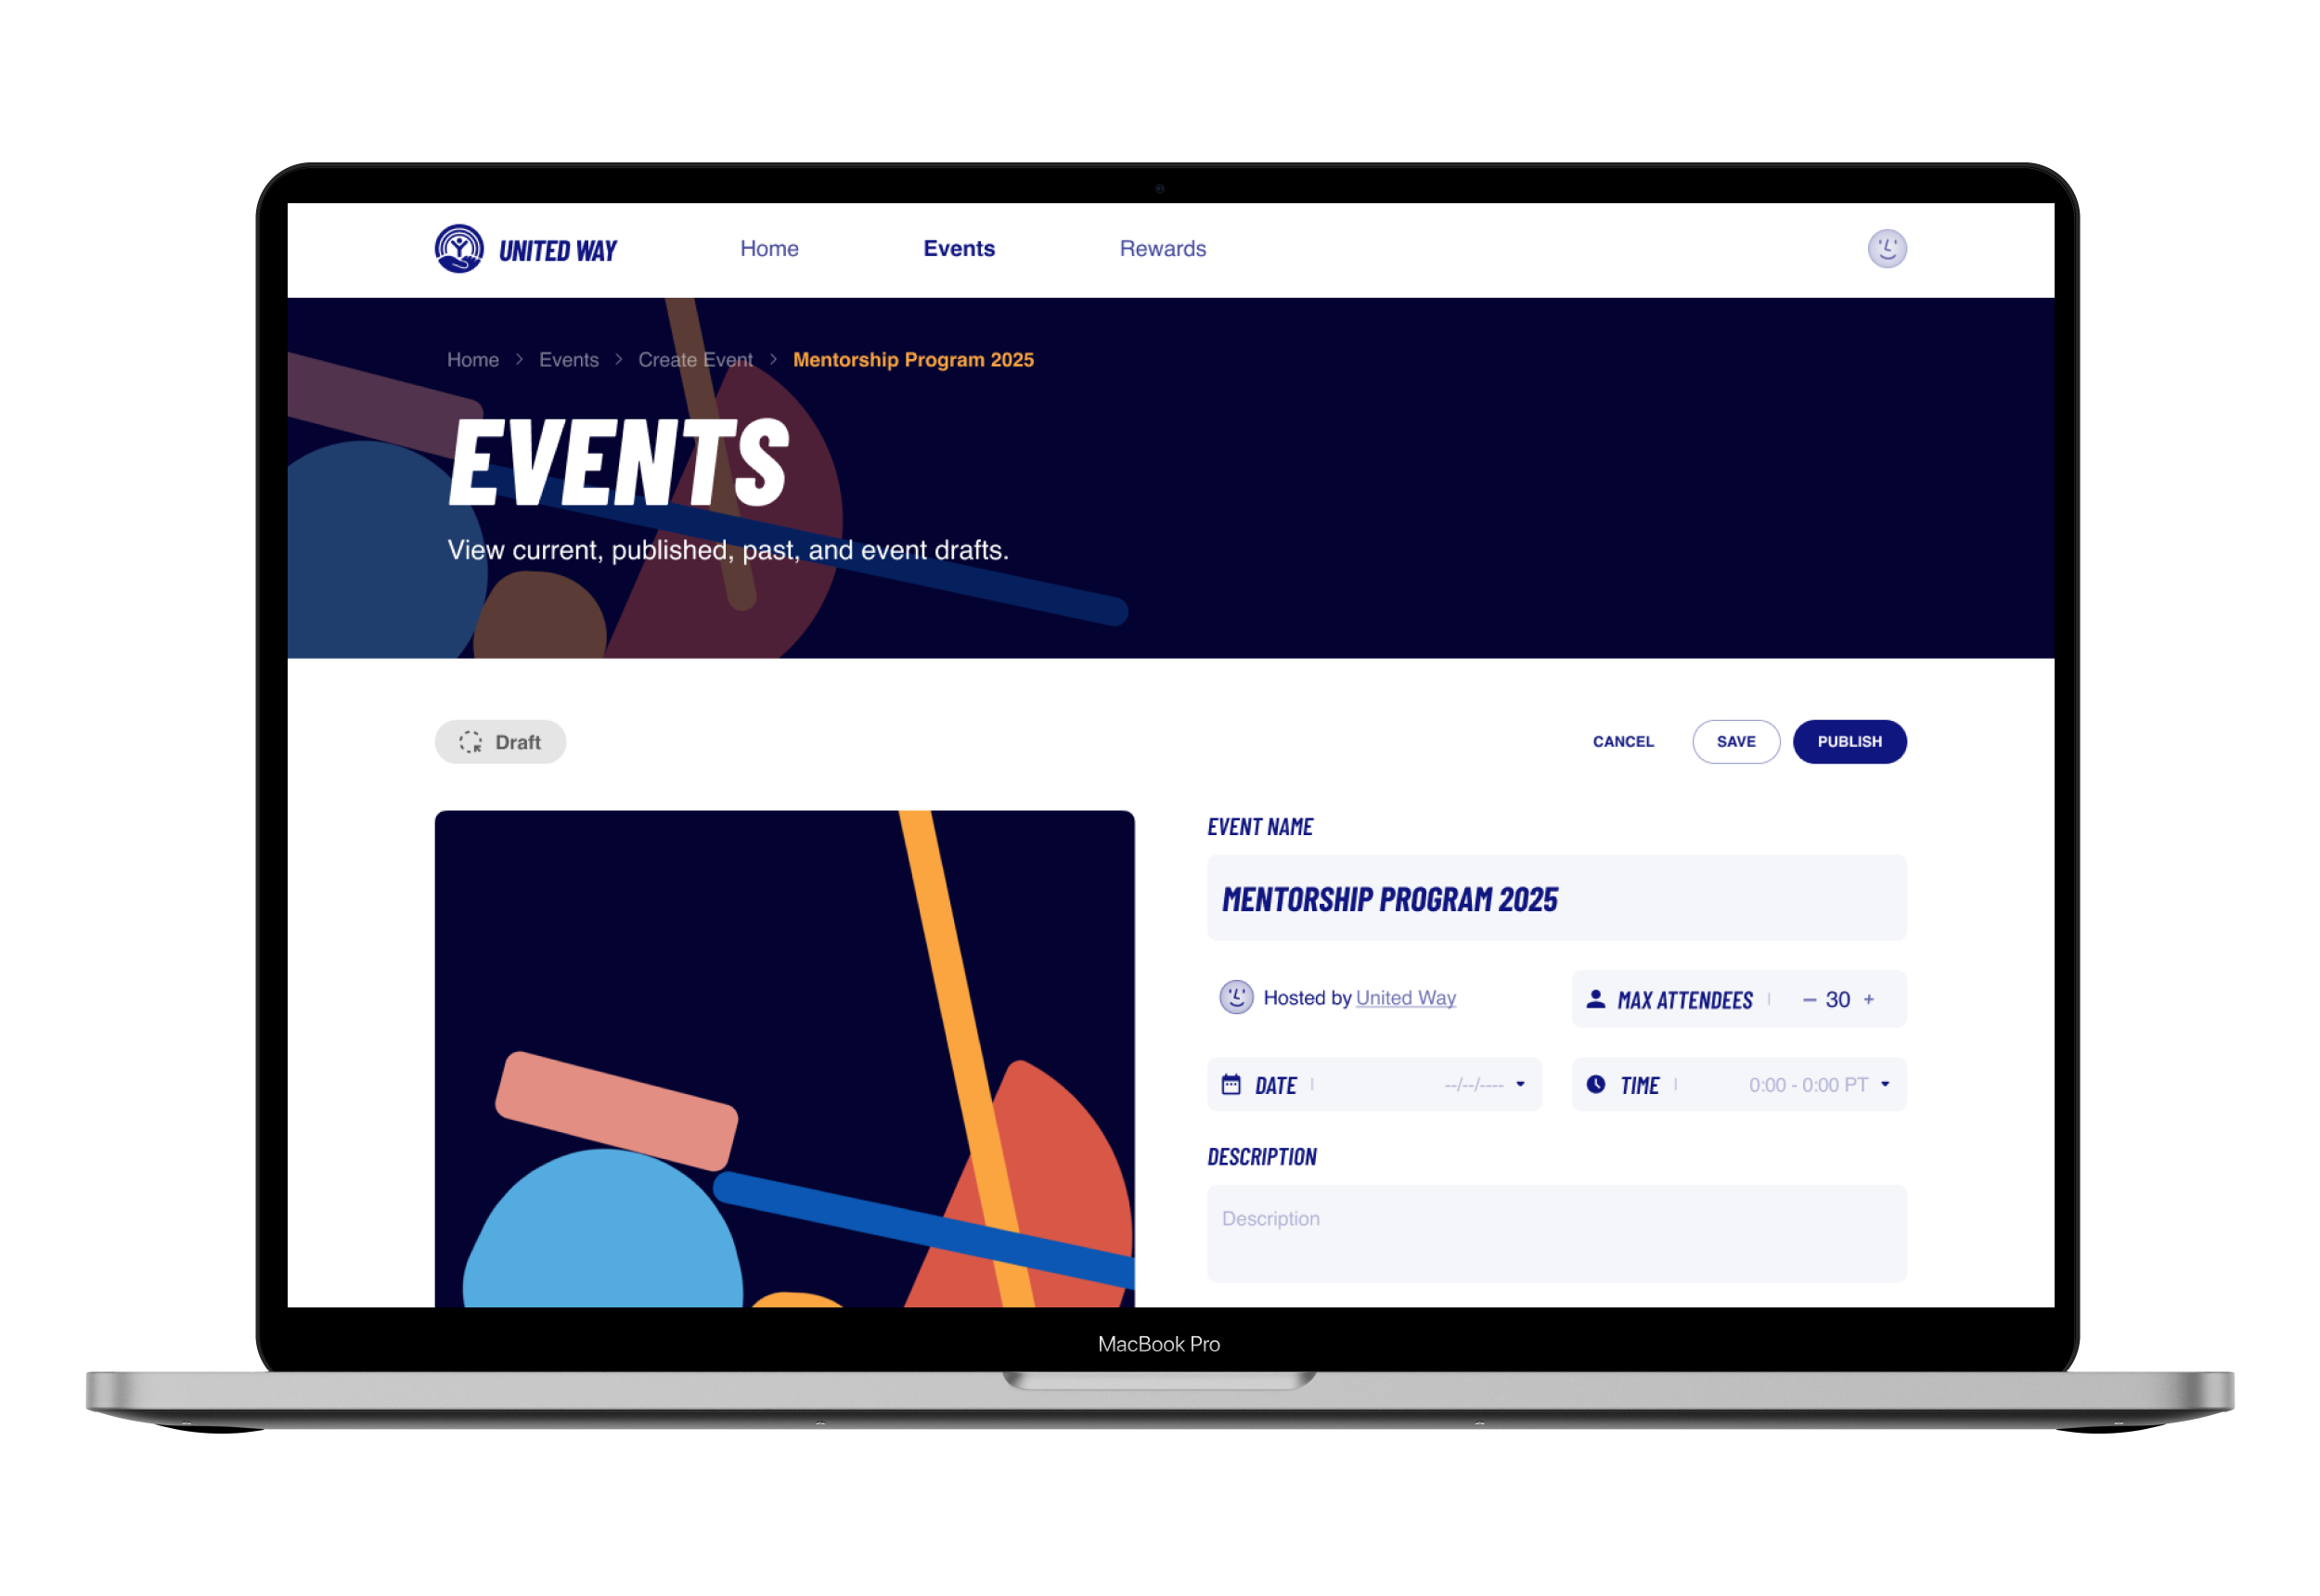 UNITED WAY Home Events Rewards
Home > Events > Create Event > Mentorship Program 2025
EVENTS
View current, published, past, and event drafts.
Draft CANCEL SAVE PUBLISH
EVENT NAME
MENTORSHIP PROGRAM 2025
Hosted by United Way MAX ATTENDEES | – 30 +
DATE | --/--/---- TIME | 0:00 - 0:00 PT
DESCRIPTION
Description
MacBook Pro